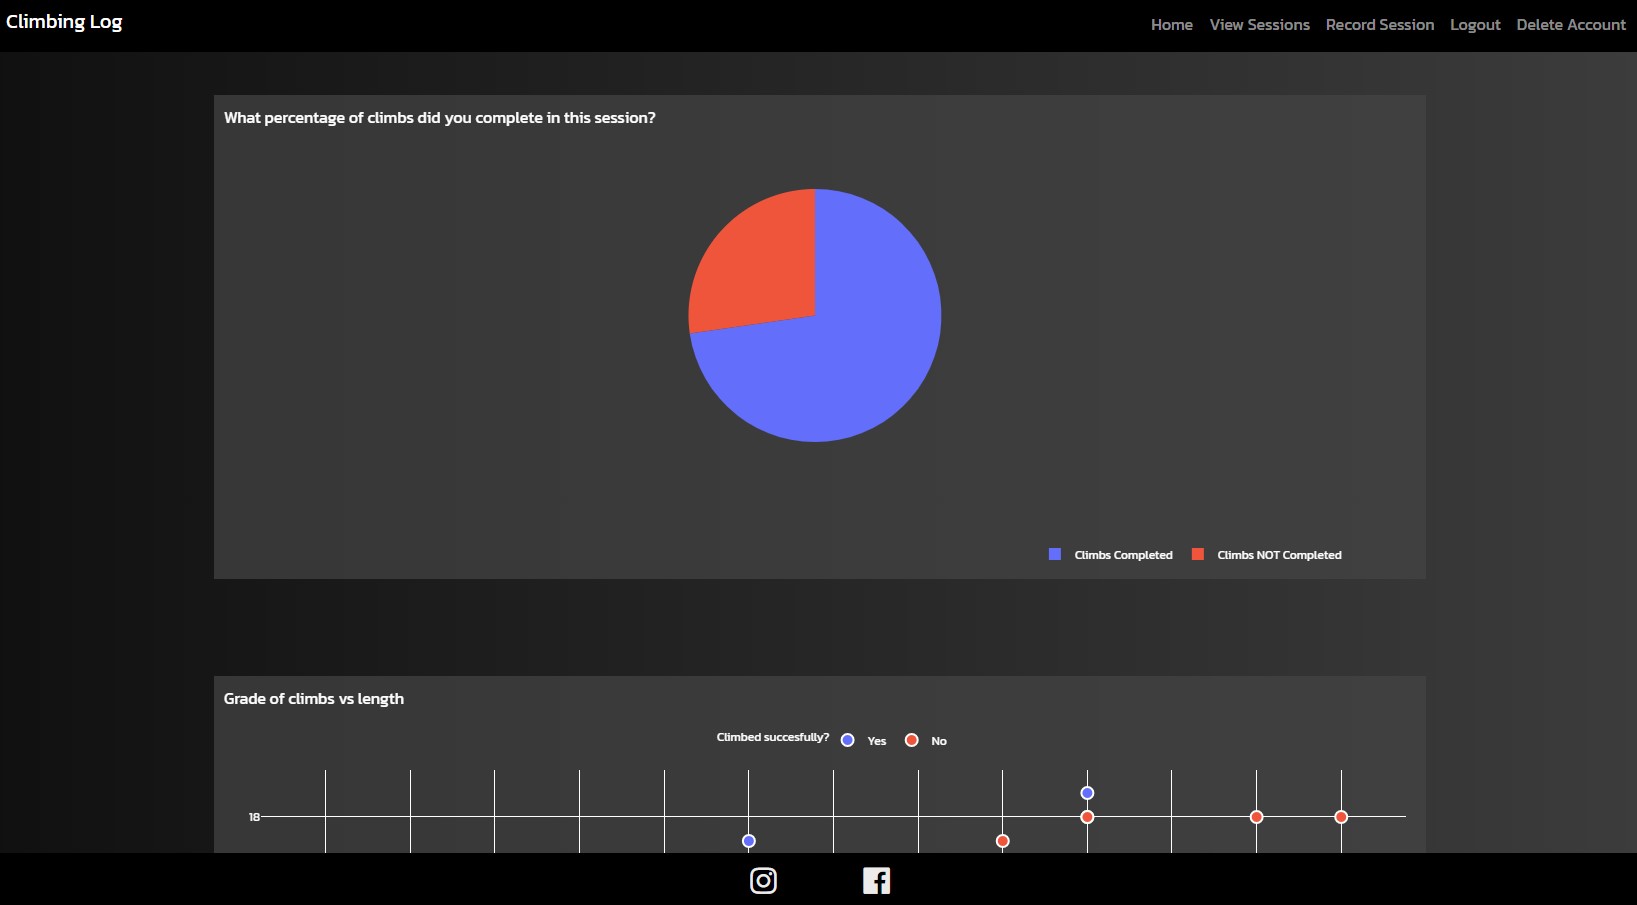 Climbing Log
Home View Sessions Record Session Logout Delete Account
What percentage of climbs did you complete in this session?
Climbs Completed Climbs NOT Completed
Grade of climbs vs length
Climbed succesfully? Yes No
18